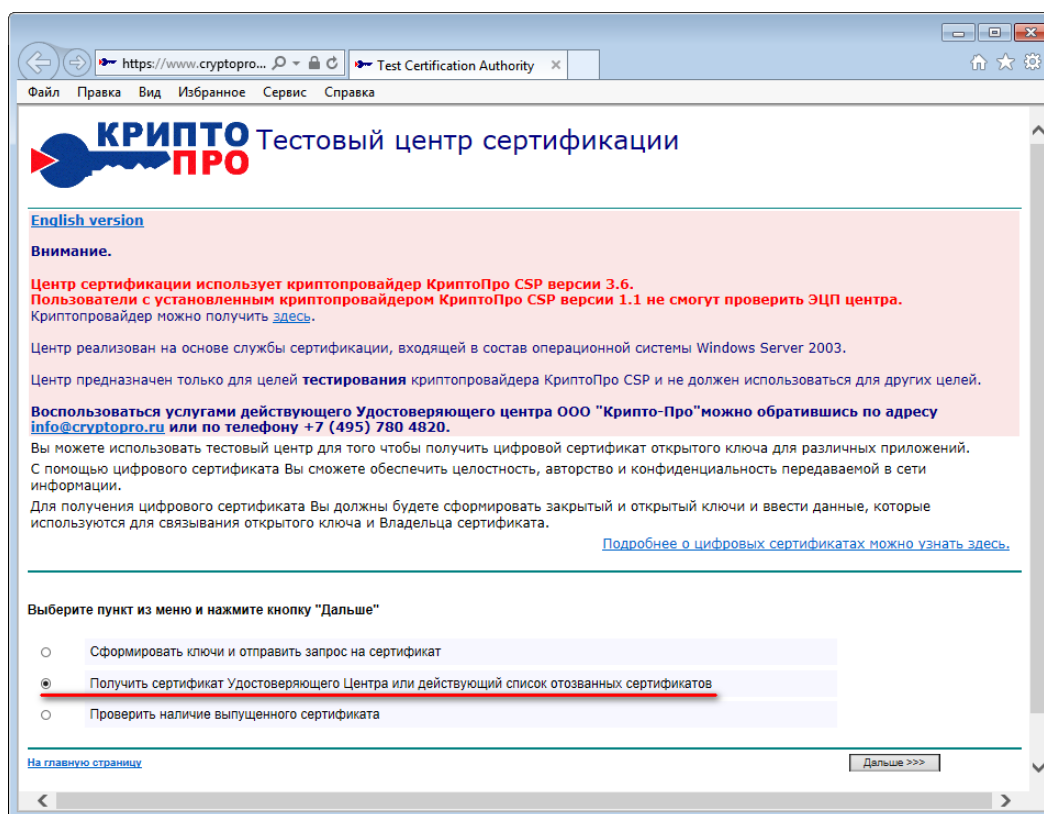 https://www.cryptopro...
Test Certification Authority
Файл Правка Вид Избранное Сервис Справка
КРИПТО
ПРО
Тестовый центр сертификации
English version
Внимание.
Центр сертификации использует криптопровайдер КриптоПро CSP версии 3.6.
Пользователи с установленным криптопровайдером КриптоПро CSP версии 1.1 не смогут проверить ЭЦП центра.
Криптопровайдер можно получить здесь.
Центр реализован на основе службы сертификации, входящей в состав операционной системы Windows Server 2003.
Центр предназначен только для целей тестирования криптопровайдера КриптоПро CSP и не должен использоваться для других целей.
Воспользоваться услугами действующего Удостоверяющего центра ООО "Крипто-Про"можно обратившись по адресу
info@cryptopro.ru или по телефону +7 (495) 780 4820.
Вы можете использовать тестовый центр для того чтобы получить цифровой сертификат открытого ключа для различных приложений.
С помощью цифрового сертификата Вы сможете обеспечить целостность, авторство и конфиденциальность передаваемой в сети
информации.
Для получения цифрового сертификата Вы должны будете сформировать закрытый и открытый ключи и ввести данные, которые
используются для связывания открытого ключа и Владельца сертификата.
Подробнее о цифровых сертификатах можно узнать здесь.
Выберите пункт из меню и нажмите кнопку "Дальше"
Сформировать ключи и отправить запрос на сертификат
Получить сертификат Удостоверяющего Центра или действующий список отозванных сертификатов
Проверить наличие выпущенного сертификата
На главную страницу
Дальше >>>